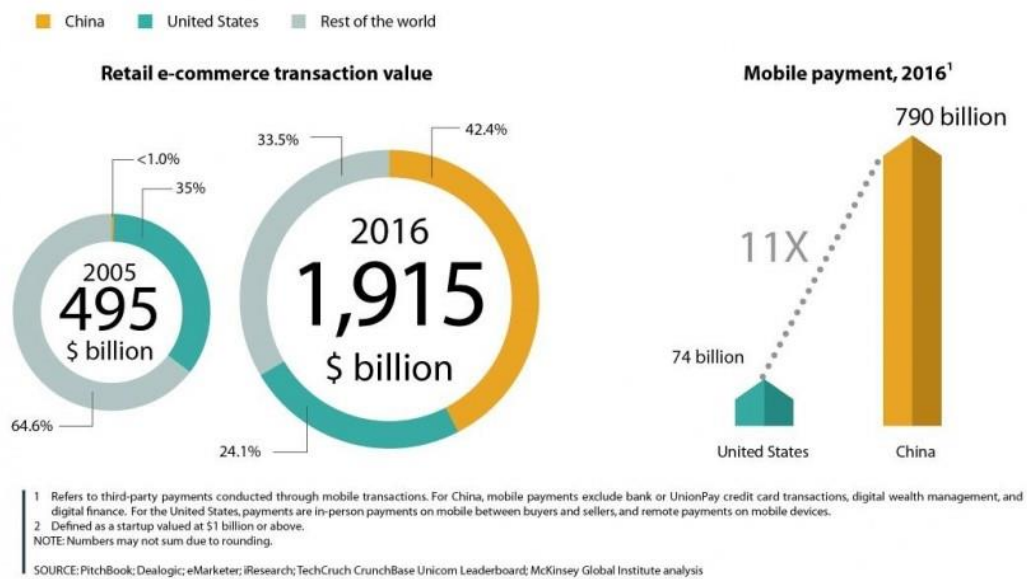 China United States Rest of the world
Retail e-commerce transaction value
<1.0%
35%
2005
495
$ billion
64.6%
33.5%
42.4%
2016
1,915
$ billion
24.1%
Mobile payment, 2016¹
790 billion
11X
74 billion
United States
China
1 Refers to third-party payments conducted through mobile transactions. For China, mobile payments exclude bank or UnionPay credit card transactions, digital wealth management, and
digital finance. For the United States, payments are in-person payments on mobile between buyers and sellers, and remote payments on mobile devices.
2 Defined as a startup valued at $1 billion or above.
NOTE: Numbers may not sum due to rounding.
SOURCE: PitchBook; Dealogic; eMarketer; iResearch; TechCruch CrunchBase Unicom Leaderboard; McKinsey Global Institute analysis